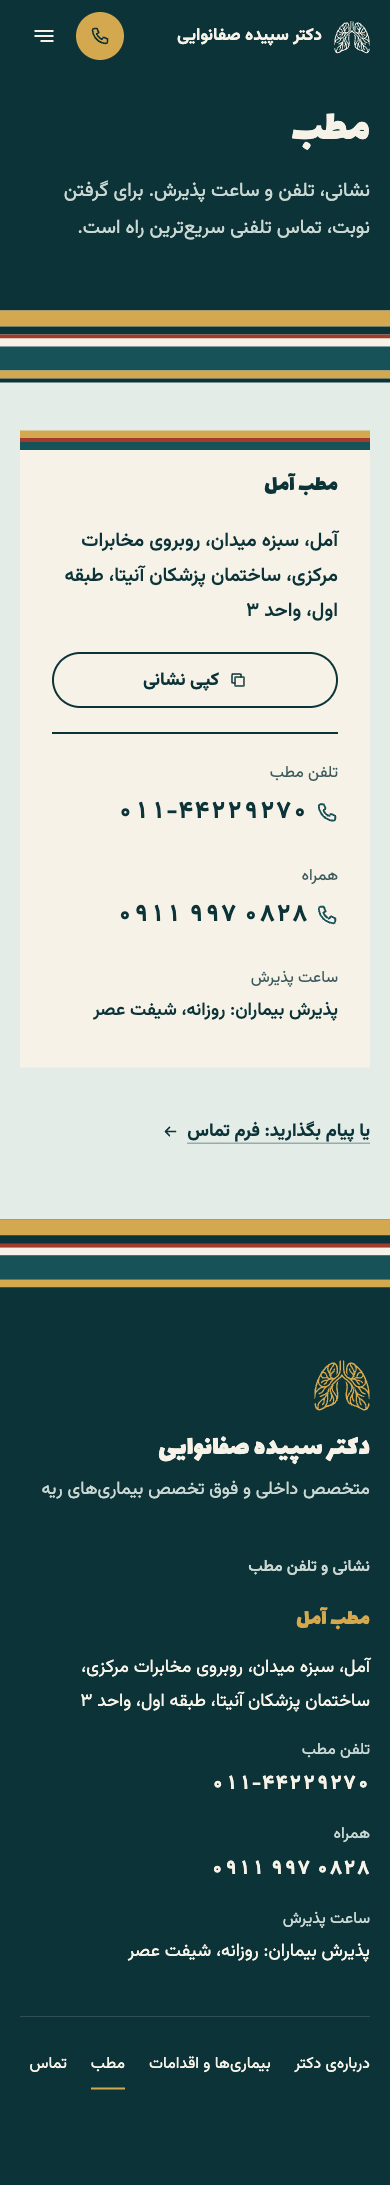 دکتر سپیده صفانوایی
مطب
نشانی، تلفن و ساعت پذیرش. برای گرفتن
نوبت، تماس تلفنی سریع‌ترین راه است.
مطب آمل
آمل، سبزه میدان، روبروی مخابرات
مرکزی، ساختمان پزشکان آنیتا، طبقه
اول، واحد ۳
کپی نشانی
تلفن مطب
۰۱۱-۴۴۲۲۹۲۷۰
همراه
۰۹۱۱ ۹۹۷ ۰۸۲۸
ساعت پذیرش
پذیرش بیماران: روزانه، شیفت عصر
یا پیام بگذارید: فرم تماس ←
دکتر سپیده صفانوایی
متخصص داخلی و فوق تخصص بیماری‌های ریه
نشانی و تلفن مطب
مطب آمل
آمل، سبزه میدان، روبروی مخابرات مرکزی،
ساختمان پزشکان آنیتا، طبقه اول، واحد ۳
تلفن مطب
۰۱۱-۴۴۲۲۹۲۷۰
همراه
۰۹۱۱ ۹۹۷ ۰۸۲۸
ساعت پذیرش
پذیرش بیماران: روزانه، شیفت عصر
درباره‌ی دکتر بیماری‌ها و اقدامات مطب تماس